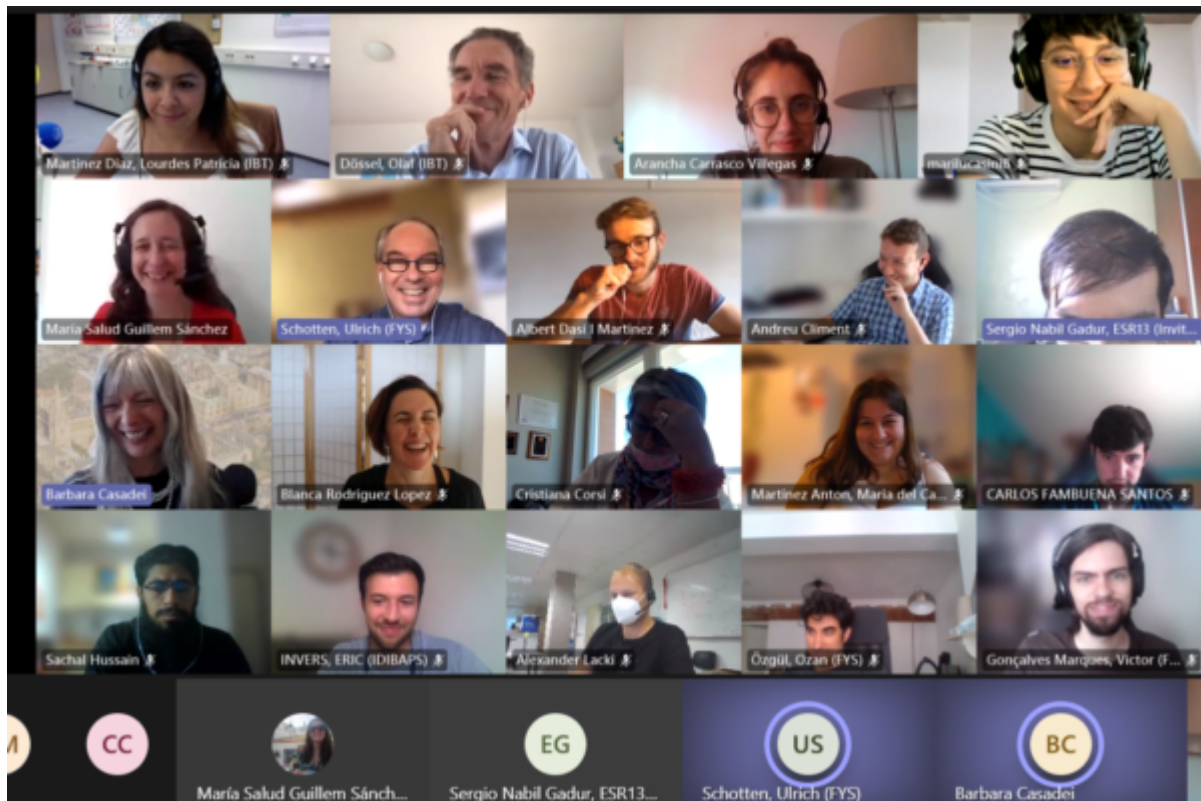 Martinez Diaz, Lourdes Patricia (IBT)
Dössel, Olaf (IBT)
Arancha Carrasco Villegas
marilucasini6
María Salud Guillem Sánchez
Schotten, Ulrich (FYS)
Albert Dasí I Martinez
Andreu Climent
Sergio Nabil Gadur, ESR13 (Invit...
Barbara Casadei
Blanca Rodriguez Lopez
Cristiana Corsi
Martinez Anton, Maria del Ca...
CARLOS FAMBUENA SANTOS
Sachal Hussain
INVERS, ERIC (IDIBAPS)
Alexander Lacki
Özgül, Ozan (FYS)
Gonçalves Marques, Victor (F...
M
CC
EG
US
BC
María Salud Guillem Sánch...
Sergio Nabil Gadur, ESR13...
Schotten, Ulrich (FYS)
Barbara Casadei